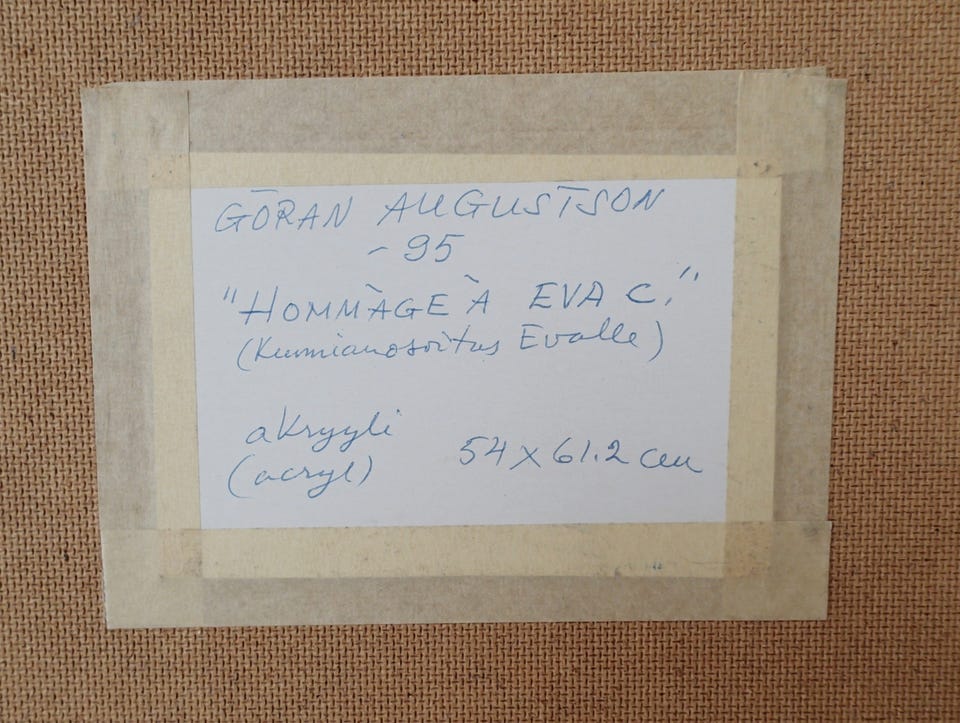 GÖRAN AUGUSTSON
-95
"HOMMÀGE À EVA C."
(Kunnianosoitus Evalle)
akryyli
(acryl)
54 x 61.2 cm